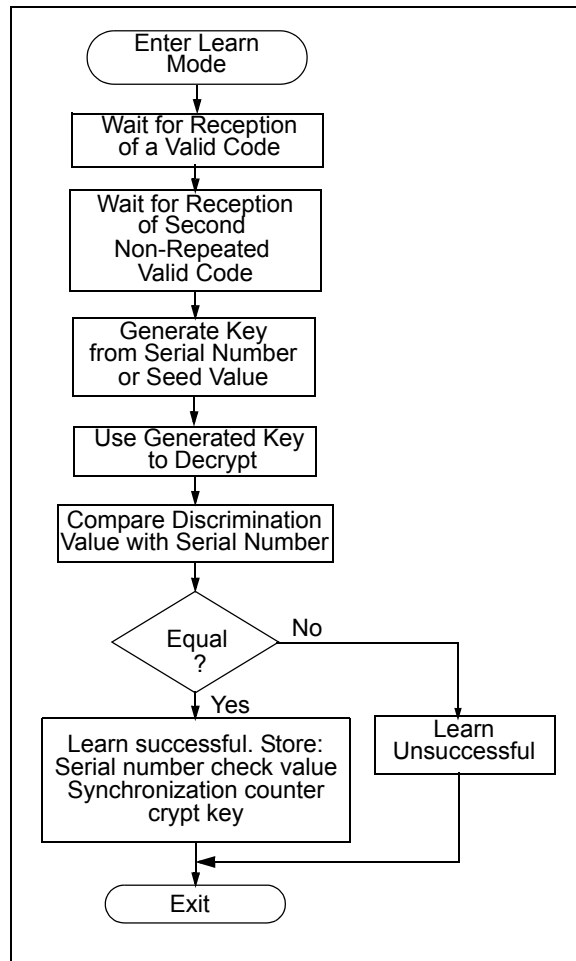 Enter Learn
Mode
Wait for Reception
of a Valid Code
Wait for Reception
of Second
Non-Repeated
Valid Code
Generate Key
from Serial Number
or Seed Value
Use Generated Key
to Decrypt
Compare Discrimination
Value with Serial Number
Equal
?
No
Yes
Learn successful. Store:
Serial number check value
Synchronization counter
crypt key
Learn
Unsuccessful
Exit